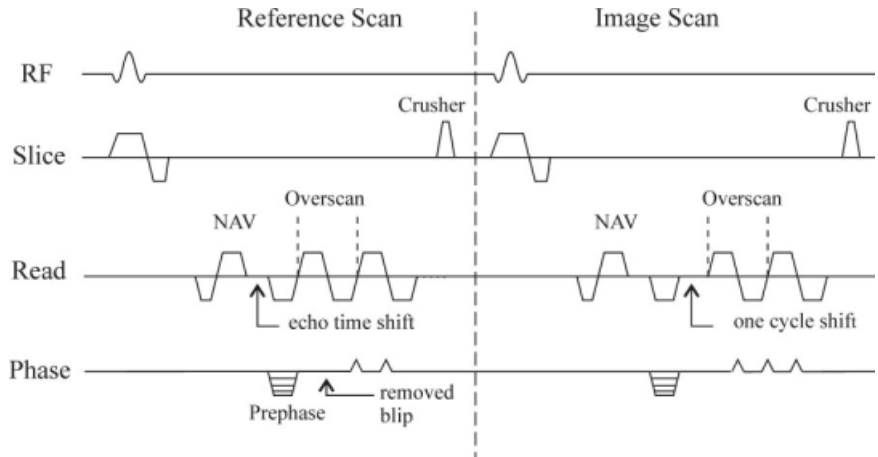 Reference Scan
Image Scan
RF
Crusher
Crusher
Slice
Overscan
Overscan
NAV
NAV
Read
echo time shift
one cycle shift
Phase
Prephase
removed
blip